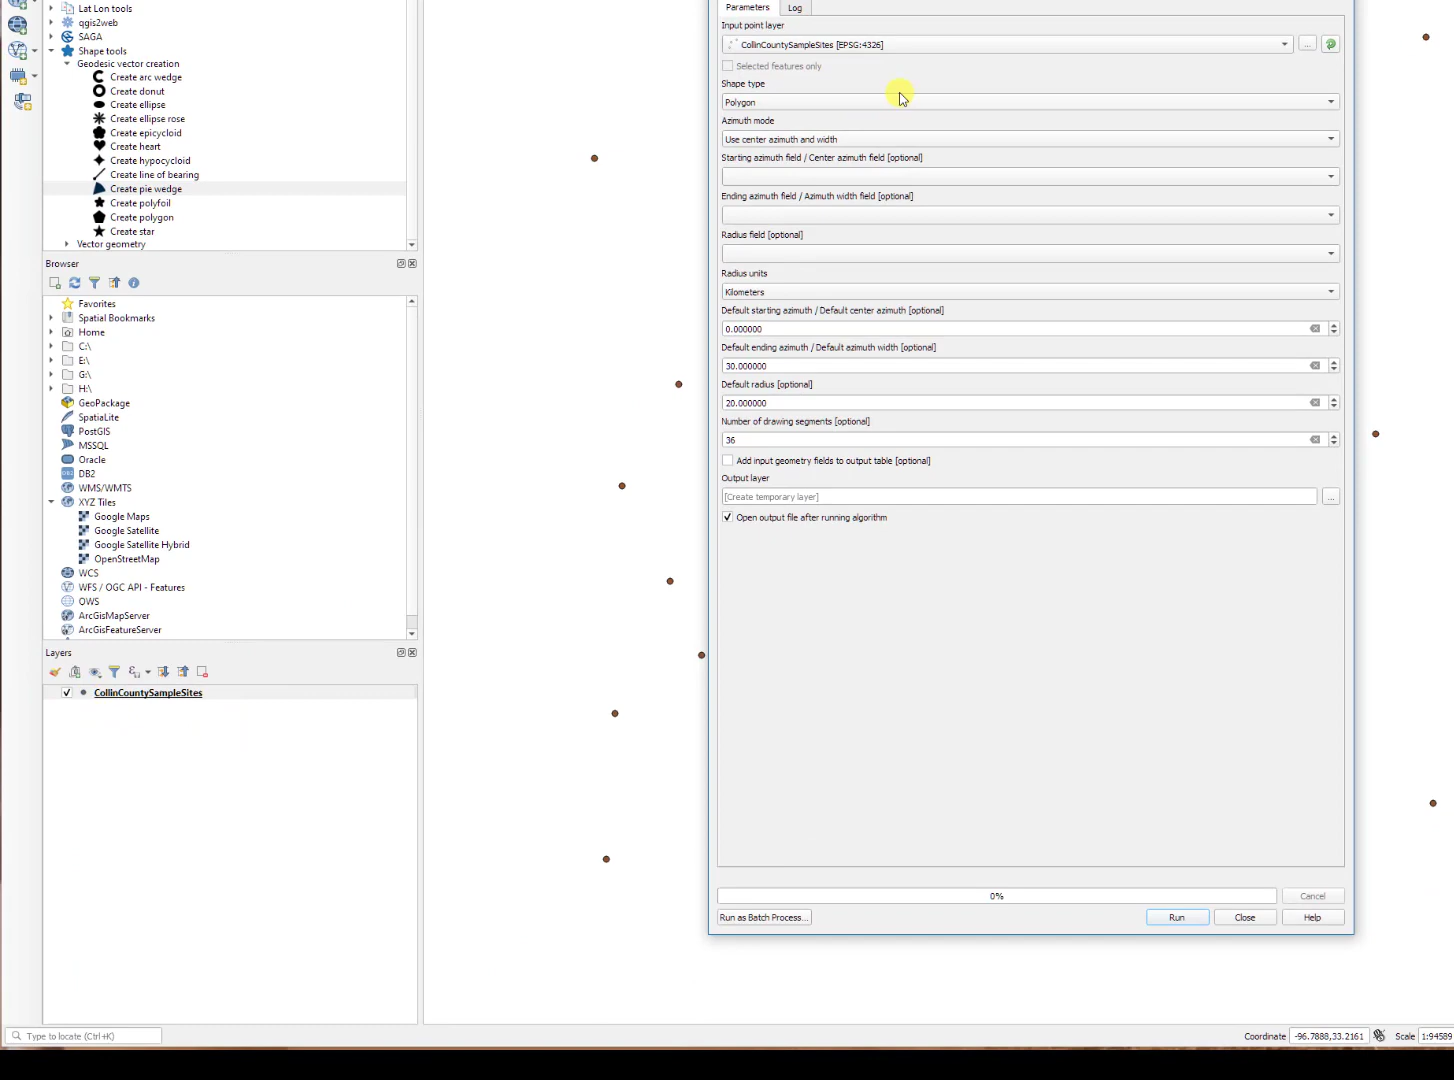 Lat Lon tools
qgis2web
SAGA
Shape tools
Geodesic vector creation
Create arc wedge
Create donut
Create ellipse
Create ellipse rose
Create epicycloid
Create heart
Create hypocycloid
Create line of bearing
Create pie wedge
Create polyfoil
Create polygon
Create star
Vector geometry
Browser
Favorites
Spatial Bookmarks
Home
C:\
E:\
G:\
H:\
GeoPackage
SpatiaLite
PostGIS
MSSQL
Oracle
DB2
WMS/WMTS
XYZ Tiles
Google Maps
Google Satellite
Google Satellite Hybrid
OpenStreetMap
WCS
WFS / OGC API - Features
OWS
ArcGisMapServer
ArcGisFeatureServer
Layers
CollinCountySampleSites
Parameters Log
Input point layer
CollinCountySampleSites [EPSG:4326]
...
Selected features only
Shape type
Polygon
Azimuth mode
Use center azimuth and width
Starting azimuth field / Center azimuth field [optional]
Ending azimuth field / Azimuth width field [optional]
Radius field [optional]
Radius units
Kilometers
Default starting azimuth / Default center azimuth [optional]
0.000000
Default ending azimuth / Default azimuth width [optional]
30.000000
Default radius [optional]
20.000000
Number of drawing segments [optional]
36
Add input geometry fields to output table [optional]
Output layer
[Create temporary layer]
...
Open output file after running algorithm
0%
Cancel
Run as Batch Process...
Run
Close
Help
Type to locate (Ctrl+K)
Coordinate -96.7888,33.2161 Scale 1:94589